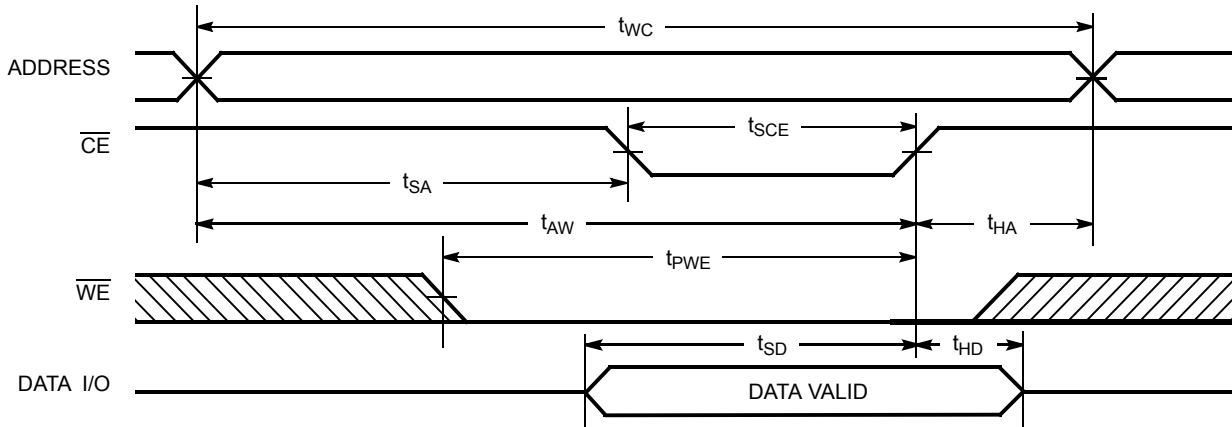 tWC
ADDRESS
CE
tSCE
tSA
tAW
tHA
tPWE
WE
tSD
tHD
DATA I/O
DATA VALID